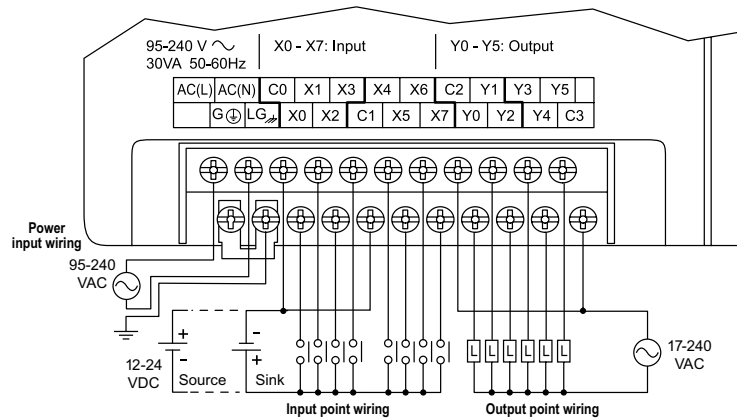 95-240 V
30VA 50-60Hz
X0 - X7: Input
Y0 - Y5: Output
AC(L) AC(N) C0 X1 X3 X4 X6 C2 Y1 Y3 Y5
G LG X0 X2 C1 X5 X7 Y0 Y2 Y4 C3
Power
input wiring
95-240
VAC
+
-
-
+
12-24
VDC
Source
Sink
L L L L L L
17-240
VAC
Input point wiring
Output point wiring